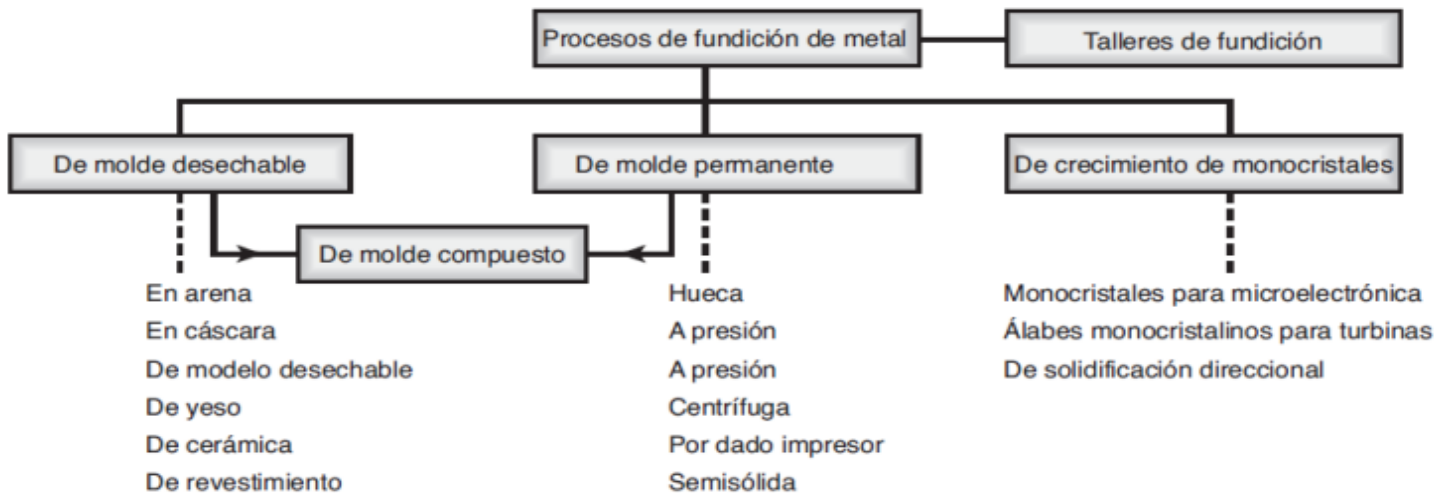 Procesos de fundición de metal
Talleres de fundición
De molde desechable
De molde permanente
De crecimiento de monocristales
De molde compuesto
En arena
En cáscara
De modelo desechable
De yeso
De cerámica
De revestimiento
Hueca
A presión
A presión
Centrífuga
Por dado impresor
Semisólida
Monocristales para microelectrónica
Álabes monocristalinos para turbinas
De solidificación direccional